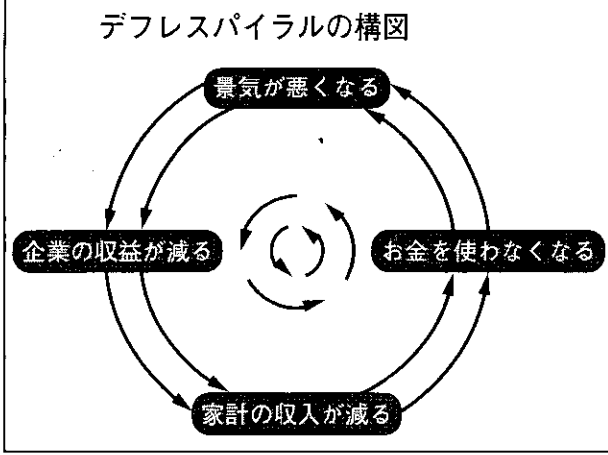 デフレスパイラルの構図
景気が悪くなる
企業の収益が減る
お金を使わなくなる
家計の収入が減る